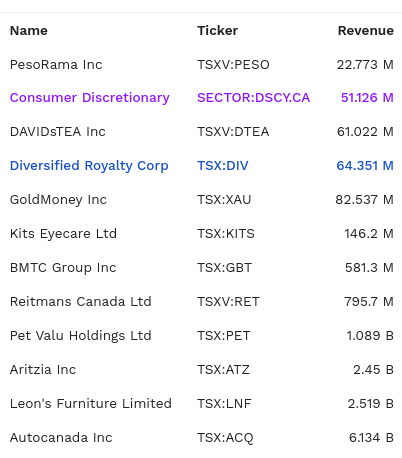 Name Ticker Revenue
PesoRama Inc TSXV:PESO 22.773 M
Consumer Discretionary SECTOR:DSCY.CA 51.126 M
DAVIDsTEA Inc TSXV:DTEA 61.022 M
Diversified Royalty Corp TSX:DIV 64.351 M
GoldMoney Inc TSX:XAU 82.537 M
Kits Eyecare Ltd TSX:KITS 146.2 M
BMTC Group Inc TSX:GBT 581.3 M
Reitmans Canada Ltd TSXV:RET 795.7 M
Pet Valu Holdings Ltd TSX:PET 1.089 B
Aritzia Inc TSX:ATZ 2.45 B
Leon's Furniture Limited TSX:LNF 2.519 B
Autocanada Inc TSX:ACQ 6.134 B